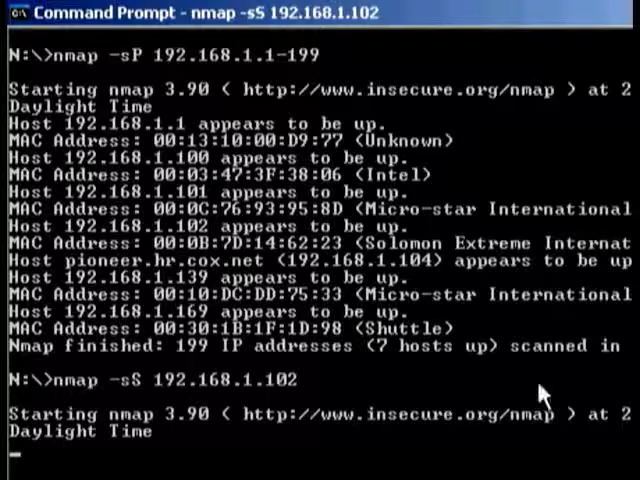 Command Prompt - nmap -sS 192.168.1.102
N:\>nmap -sP 192.168.1.1-199
Starting nmap 3.90 ( http://www.insecure.org/nmap ) at 2
Daylight Time
Host 192.168.1.1 appears to be up.
MAC Address: 00:13:10:00:D9:77 (Unknown)
Host 192.168.1.100 appears to be up.
MAC Address: 00:03:47:3F:38:06 (Intel)
Host 192.168.1.101 appears to be up.
MAC Address: 00:0C:76:93:95:8D (Micro-star International
Host 192.168.1.102 appears to be up.
MAC Address: 00:0B:7D:14:62:23 (Solomon Extreme Internat
Host pioneer.hr.cox.net (192.168.1.104) appears to be up
Host 192.168.1.139 appears to be up.
MAC Address: 00:10:DC:DD:75:33 (Micro-star International
Host 192.168.1.169 appears to be up.
MAC Address: 00:30:1B:1F:1D:98 (Shuttle)
Nmap finished: 199 IP addresses (7 hosts up) scanned in
N:\>nmap -sS 192.168.1.102
Starting nmap 3.90 ( http://www.insecure.org/nmap ) at 2
Daylight Time